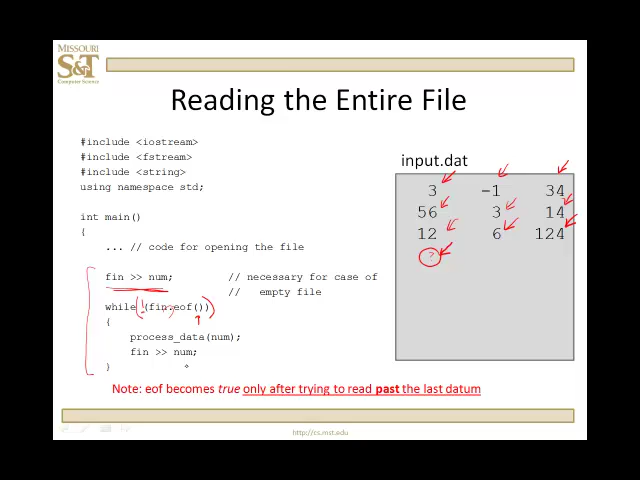 MISSOURI
S&T
Computer Science
Reading the Entire File
#include <iostream>
#include <fstream>
#include <string>
using namespace std;
int main()
{
... // code for opening the file
fin >> num; // necessary for case of
// empty file
while !(fin.eof())
{
process_data(num);
fin >> num;
}
input.dat
3 -1 34
56 3 14
12 6 124
?
Note: eof becomes true only after trying to read past the last datum
http://cs.mst.edu